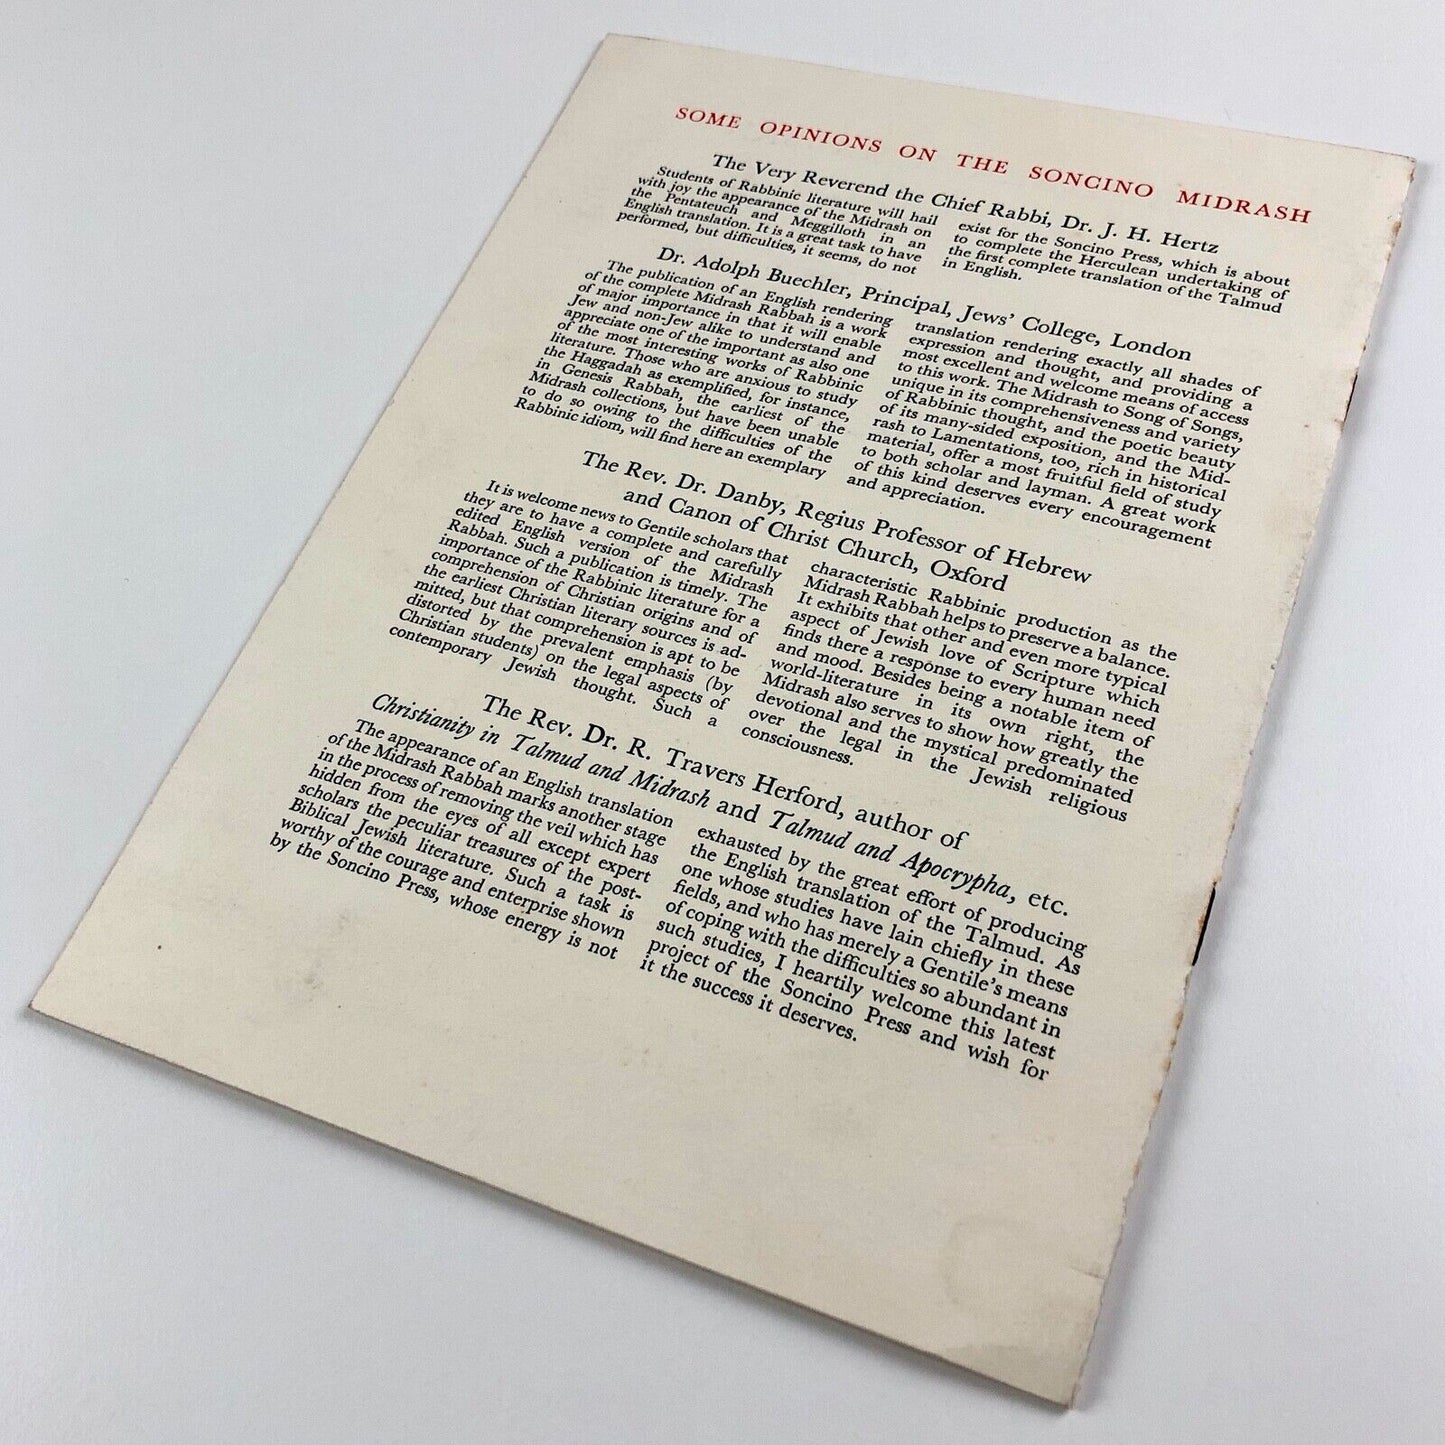 SOME OPINIONS ON THE SONCINO MIDRASH
The Very Reverend the Chief Rabbi, Dr. J. H. Hertz
Students of Rabbinic literature will hail
with joy the appearance of the Midrash on
the Pentateuch and Meggilloth in an
English translation. It is a great task to have
performed, but difficulties, it seems, do not
exist for the Soncino Press, which is about
to complete the Herculean undertaking of
the first complete translation of the Talmud
in English.
Dr. Adolph Buechler, Principal, Jews' College, London
The publication of an English rendering
of the complete Midrash Rabbah is a work
of major importance in that it will enable
Jew and non-Jew alike to understand and
appreciate one of the important as also one
of the most interesting works of Rabbinic
literature. Those who are anxious to study
the Haggadah as exemplified, for instance,
in Genesis Rabbah, the earliest of the
Midrash collections, but have been unable
to do so owing to the difficulties of the
Rabbinic idiom, will find here an exemplary
translation rendering exactly all shades of
expression and thought, and providing a
most excellent and welcome means of access
to this work. The Midrash to Song of Songs,
unique in its comprehensiveness and variety
of Rabbinic thought, and the poetic beauty
of its many-sided exposition, and the Mid-
rash to Lamentations, too, rich in historical
material, offer a most fruitful field of study
to both scholar and layman. A great work
of this kind deserves every encouragement
and appreciation.
The Rev. Dr. Danby, Regius Professor of Hebrew
and Canon of Christ Church, Oxford
It is welcome news to Gentile scholars that
they are to have a complete and carefully
edited English version of the Midrash
Rabbah. Such a publication is timely. The
importance of the Rabbinic literature for a
comprehension of Christian origins and of
the earliest Christian literary sources is ad-
mitted, but that comprehension is apt to be
distorted by the prevalent emphasis (by
Christian students) on the legal aspects of
contemporary Jewish thought. Such a
characteristic Rabbinic production as the
Midrash Rabbah helps to preserve a balance.
It exhibits that other and even more typical
aspect of Jewish love of Scripture which
finds there a response to every human need
and mood. Besides being a notable item of
world-literature in its own right, the
Midrash also serves to show how greatly the
devotional and the mystical predominated
over the legal in the Jewish religious
consciousness.
The Rev. Dr. R. Travers Herford, author of
Christianity in Talmud and Midrash and Talmud and Apocrypha, etc.
The appearance of an English translation
of the Midrash Rabbah marks another stage
in the process of removing the veil which has
hidden from the eyes of all except expert
scholars the peculiar treasures of the post-
Biblical Jewish literature. Such a task is
worthy of the courage and enterprise shown
by the Soncino Press, whose energy is not
exhausted by the great effort of producing
the English translation of the Talmud. As
one whose studies have lain chiefly in these
fields, and who has merely a Gentile's means
of coping with the difficulties so abundant in
such studies, I heartily welcome this latest
project of the Soncino Press and wish for
it the success it deserves.